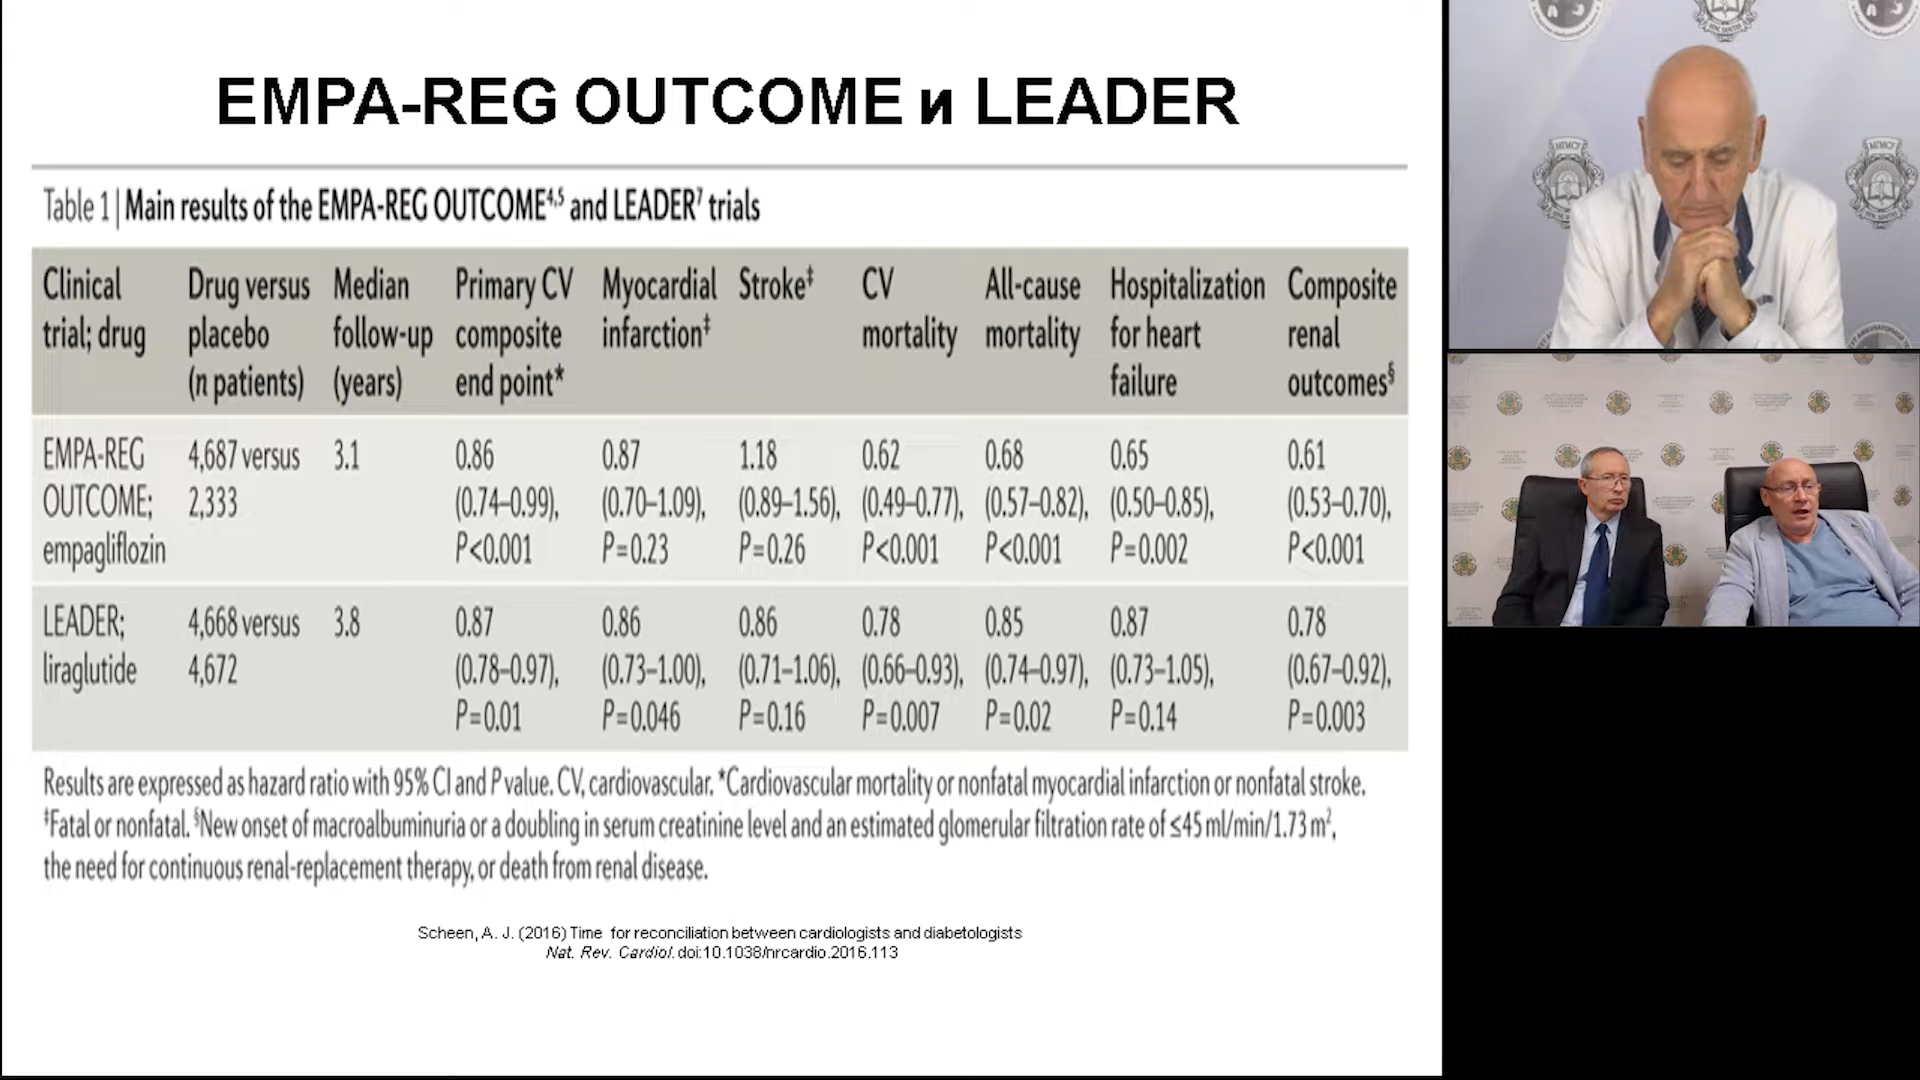 EMPA-REG OUTCOME и LEADER
Table 1 | Main results of the EMPA-REG OUTCOME4,5 and LEADER7 trials
Clinical trial; drug
Drug versus placebo (n patients)
Median follow-up (years)
Primary CV composite end point*
Myocardial infarction‡
Stroke‡
CV mortality
All-cause mortality
Hospitalization for heart failure
Composite renal outcomes§
EMPA-REG OUTCOME; empagliflozin
4,687 versus 2,333
3.1
0.86 (0.74–0.99), P<0.001
0.87 (0.70–1.09), P=0.23
1.18 (0.89–1.56), P=0.26
0.62 (0.49–0.77), P<0.001
0.68 (0.57–0.82), P<0.001
0.65 (0.50–0.85), P=0.002
0.61 (0.53–0.70), P<0.001
LEADER; liraglutide
4,668 versus 4,672
3.8
0.87 (0.78–0.97), P=0.01
0.86 (0.73–1.00), P=0.046
0.86 (0.71–1.06), P=0.16
0.78 (0.66–0.93), P=0.007
0.85 (0.74–0.97), P=0.02
0.87 (0.73–1.05), P=0.14
0.78 (0.67–0.92), P=0.003
Results are expressed as hazard ratio with 95% CI and P value. CV, cardiovascular. *Cardiovascular mortality or nonfatal myocardial infarction or nonfatal stroke.
‡Fatal or nonfatal. §New onset of macroalbuminuria or a doubling in serum creatinine level and an estimated glomerular filtration rate of ≤45 ml/min/1.73 m²,
the need for continuous renal-replacement therapy, or death from renal disease.
Scheen, A. J. (2016) Time for reconciliation between cardiologists and diabetologists
Nat. Rev. Cardiol. doi:10.1038/nrcardio.2016.113
МГМСУ
МГМСУ